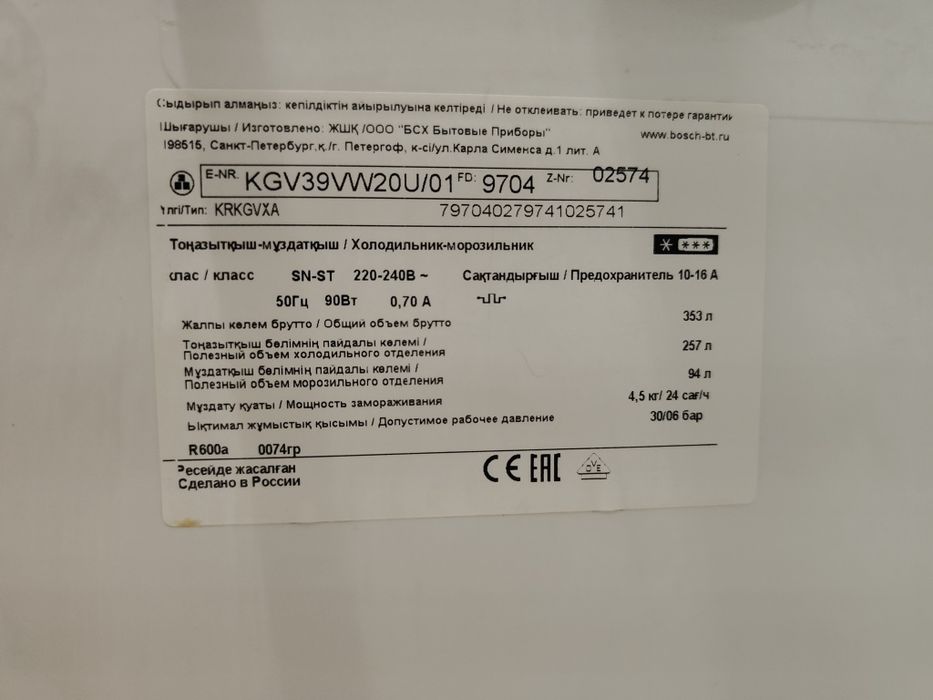 Сыдырып алмаңыз: кепілдіктің айырылуына келтіреді / Не отклеивать: приведет к потере гарантии
Шығарушы / Изготовлено: ЖШҚ /ООО "БСХ Бытовые Приборы"
www.bosch-bt.ru
198515, Санкт-Петербург.қ./г. Петергоф, к-сі/ул.Карла Сименса д.1 лит. А
E-NR. KGV39VW20U/01 FD: 9704 Z-Nr: 02574
Үлгі/Тип: KRKGVXA 797040279741025741
Тоңазытқыш-мұздатқыш / Холодильник-морозильник
клас / класс SN-ST 220-240В ~ Сақтандырғыш / Предохранитель 10-16 А
50Гц 90Вт 0,70 А
Жалпы көлем брутто / Общий объем брутто 353 л
Тоңазытқыш бөлімнің пайдалы көлемі /
Полезный объем холодильного отделения 257 л
Мұздатқыш бөлімнің пайдалы көлемі /
Полезный объем морозильного отделения 94 л
Мұздату қуаты / Мощность замораживания 4,5 кг/ 24 сағ/ч
Ықтимал жұмыстық қысымы / Допустимое рабочее давление 30/06 бар
R600a 0074гр
Ресейде жасалған
Сделано в России
CE EAC OVE